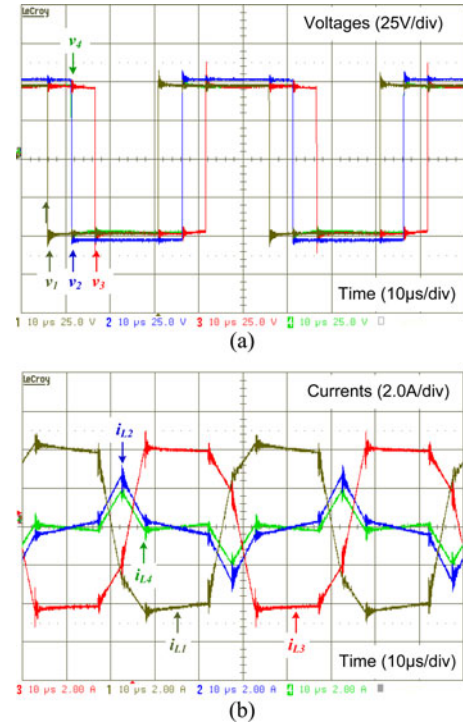 LeCroy
Voltages (25V/div)
v4
v1 v2 v3
Time (10µs/div)
1 10 µs 25.0 V 2 10 µs 25.0 V 3 10 µs 25.0 V 4 10 µs 25.0 V
(a)
LeCroy
Currents (2.0A/div)
iL2
iL4
iL1 iL3
Time (10µs/div)
3 10 µs 2.00 A 1 10 µs 2.00 A 2 10 µs 2.00 A 4 10 µs 2.00 A
(b)